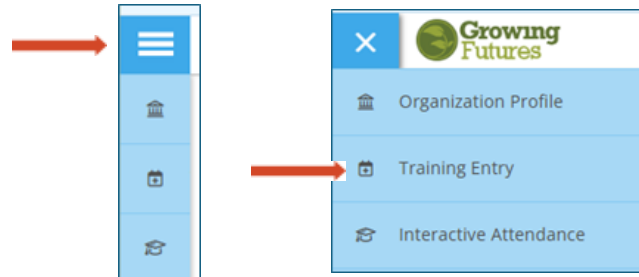 Growing
Futures
Organization Profile
Training Entry
Interactive Attendance